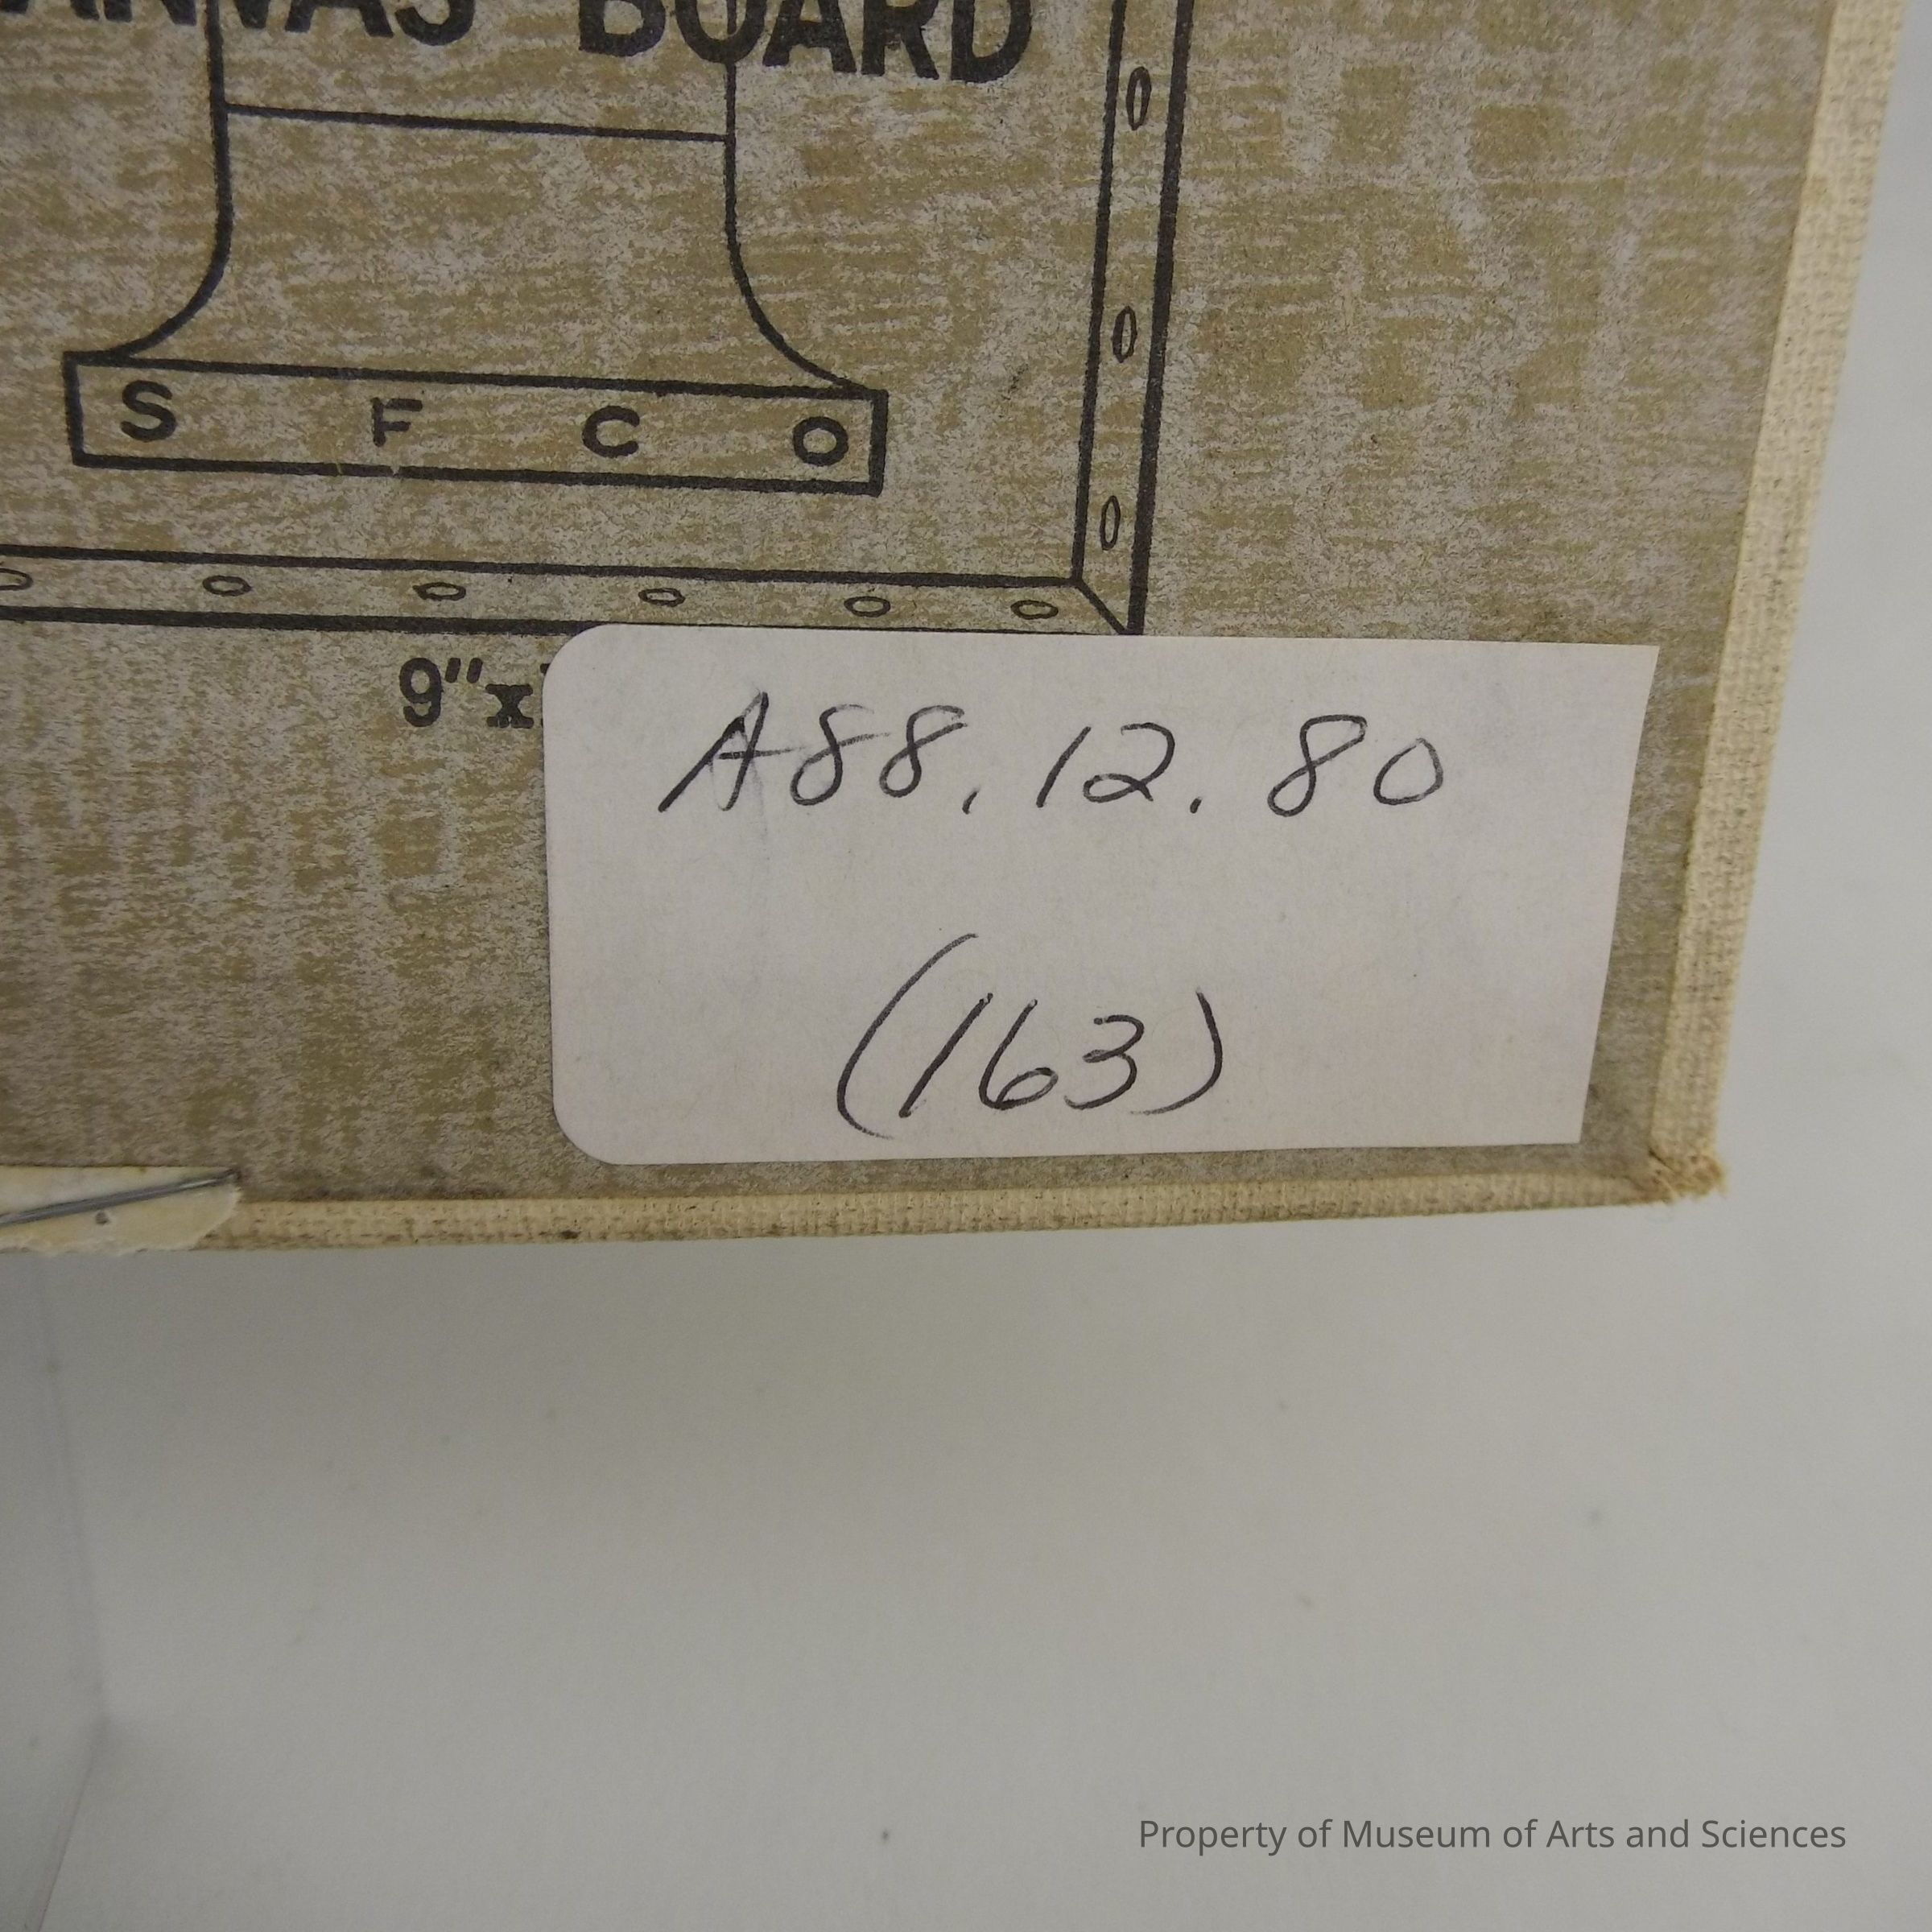 BOARD
S F C O
9"x
A88.12.80
(163)
Property of Museum of Arts and Sciences